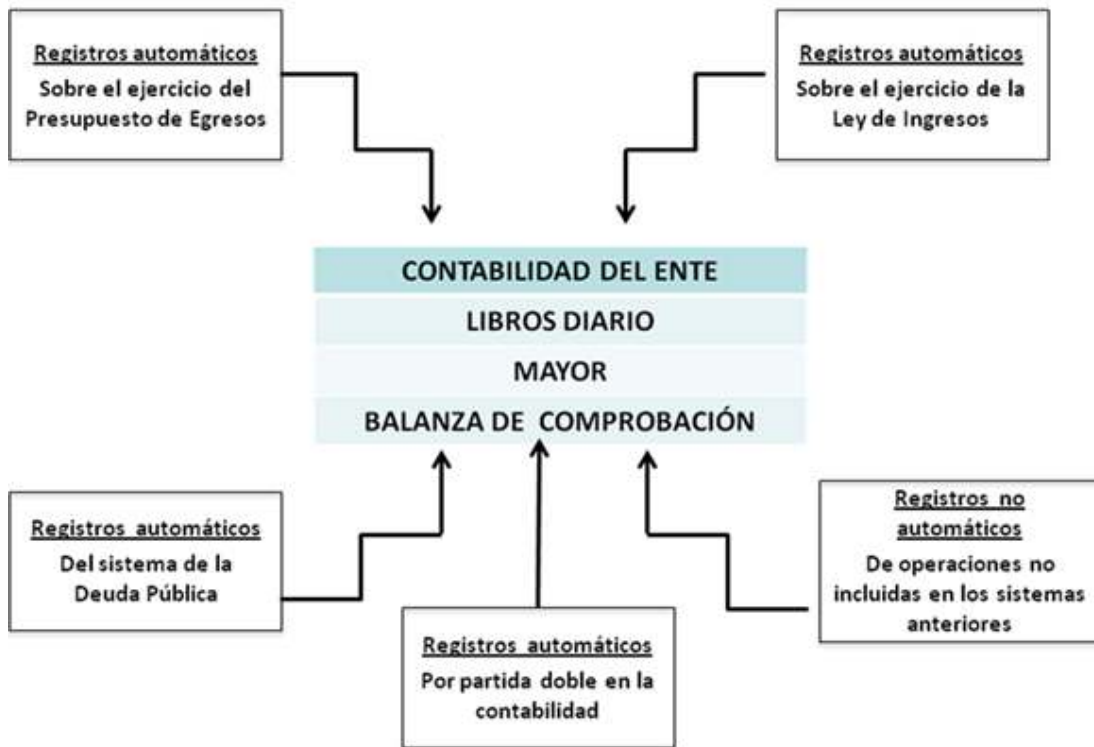 Registros automáticos
Sobre el ejercicio del
Presupuesto de Egresos
Registros automáticos
Sobre el ejercicio de la
Ley de Ingresos
CONTABILIDAD DEL ENTE
LIBROS DIARIO
MAYOR
BALANZA DE COMPROBACIÓN
Registros automáticos
Del sistema de la
Deuda Pública
Registros automáticos
Por partida doble en la
contabilidad
Registros no
automáticos
De operaciones no
incluidas en los sistemas
anteriores